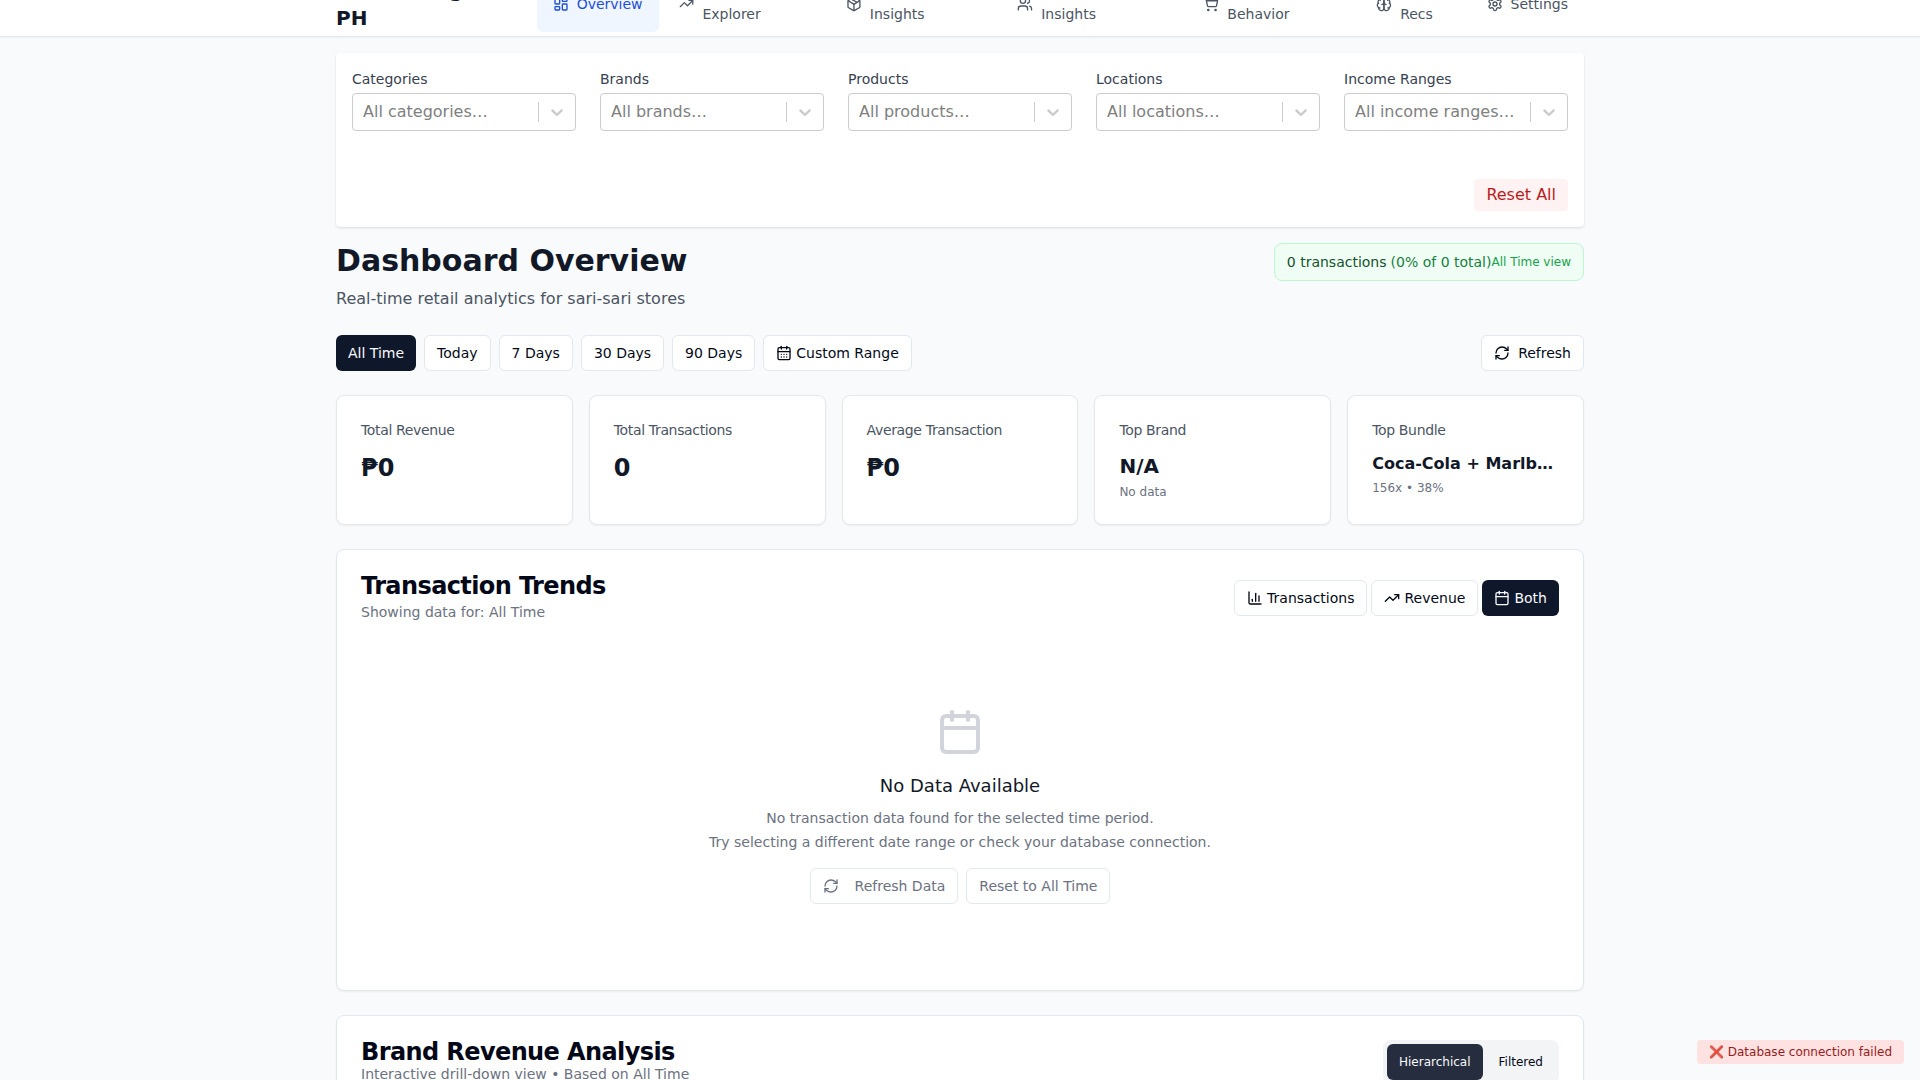 PH
Overview
Explorer
Insights
Insights
Behavior
Recs
Settings
Categories
Brands
Products
Locations
Income Ranges
All categories...
All brands...
All products...
All locations...
All income ranges...
Reset All
Dashboard Overview
0 transactions (0% of 0 total)All Time view
Real-time retail analytics for sari-sari stores
All Time
Today
7 Days
30 Days
90 Days
Custom Range
Refresh
Total Revenue
₱0
Total Transactions
0
Average Transaction
₱0
Top Brand
N/A
No data
Top Bundle
Coca-Cola + Marlb...
156x • 38%
Transaction Trends
Showing data for: All Time
Transactions
Revenue
Both
No Data Available
No transaction data found for the selected time period.
Try selecting a different date range or check your database connection.
Refresh Data
Reset to All Time
Brand Revenue Analysis
Interactive drill-down view • Based on All Time
Hierarchical
Filtered
❌ Database connection failed